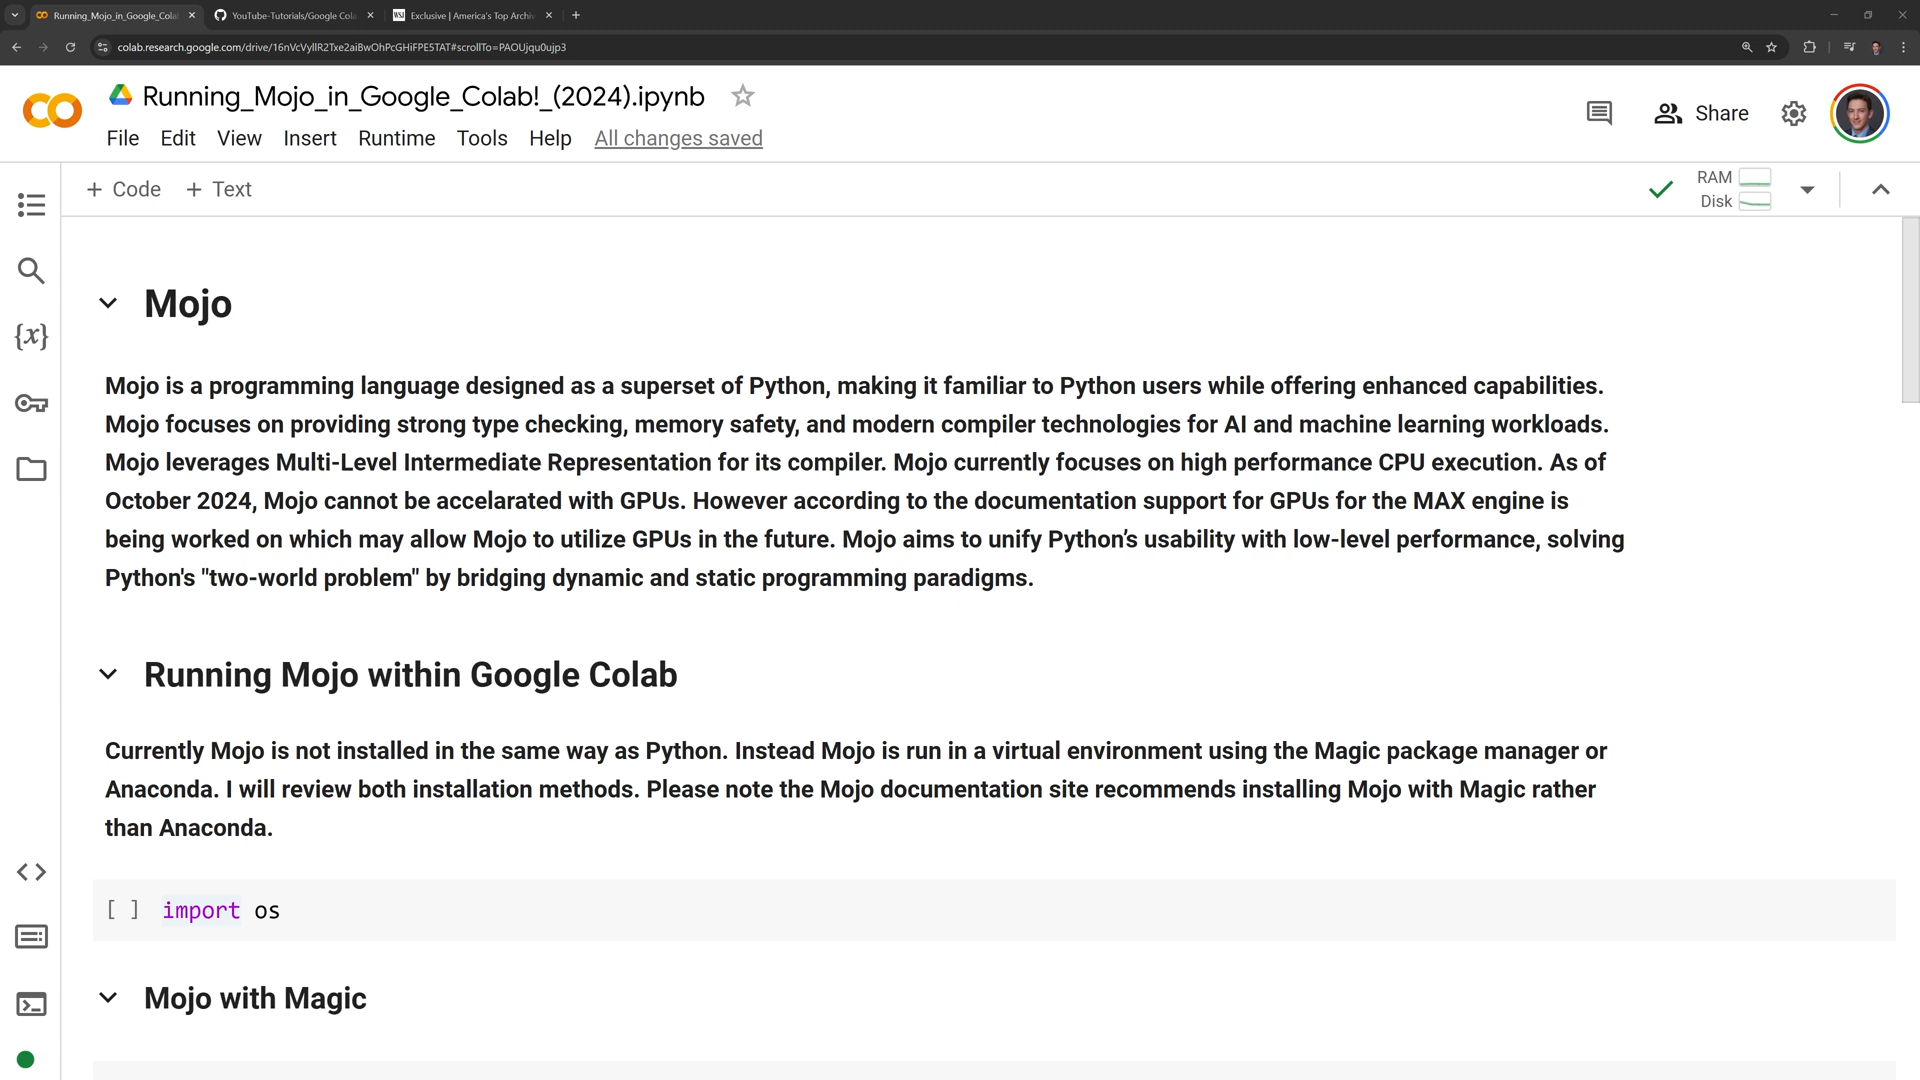 Running_Mojo_in_Google_Cola
YouTube-Tutorials/Google Cola
WSJ
Exclusive | America's Top Archiv
colab.research.google.com/drive/16nVcVyllR2Txe2aiBwOhPcGHiFPE5TAT#scrollTo=PAOUjqu0ujp3
Running_Mojo_in_Google_Colab!_(2024).ipynb
File Edit View Insert Runtime Tools Help All changes saved
Share
+ Code + Text
RAM
Disk
{x}
Mojo
Mojo is a programming language designed as a superset of Python, making it familiar to Python users while offering enhanced capabilities.
Mojo focuses on providing strong type checking, memory safety, and modern compiler technologies for AI and machine learning workloads.
Mojo leverages Multi-Level Intermediate Representation for its compiler. Mojo currently focuses on high performance CPU execution. As of
October 2024, Mojo cannot be accelarated with GPUs. However according to the documentation support for GPUs for the MAX engine is
being worked on which may allow Mojo to utilize GPUs in the future. Mojo aims to unify Python’s usability with low-level performance, solving
Python's "two-world problem" by bridging dynamic and static programming paradigms.
Running Mojo within Google Colab
Currently Mojo is not installed in the same way as Python. Instead Mojo is run in a virtual environment using the Magic package manager or
Anaconda. I will review both installation methods. Please note the Mojo documentation site recommends installing Mojo with Magic rather
than Anaconda.
[ ] import os
Mojo with Magic